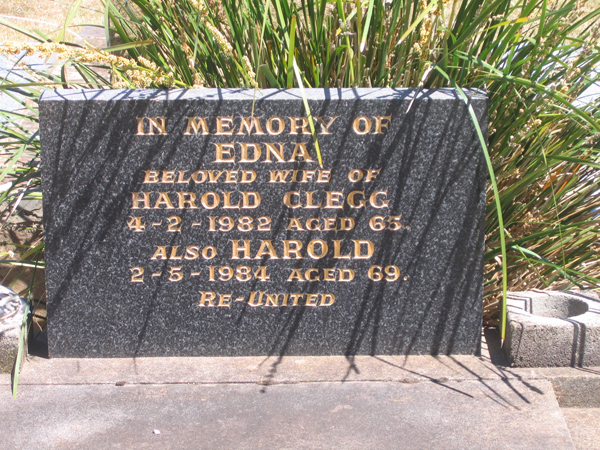 IN MEMORY OF
EDNA
BELOVED WIFE OF
HAROLD CLEGG
4-2-1982 AGED 65.
ALSO HAROLD
2-5-1984 AGED 69.
RE-UNITED